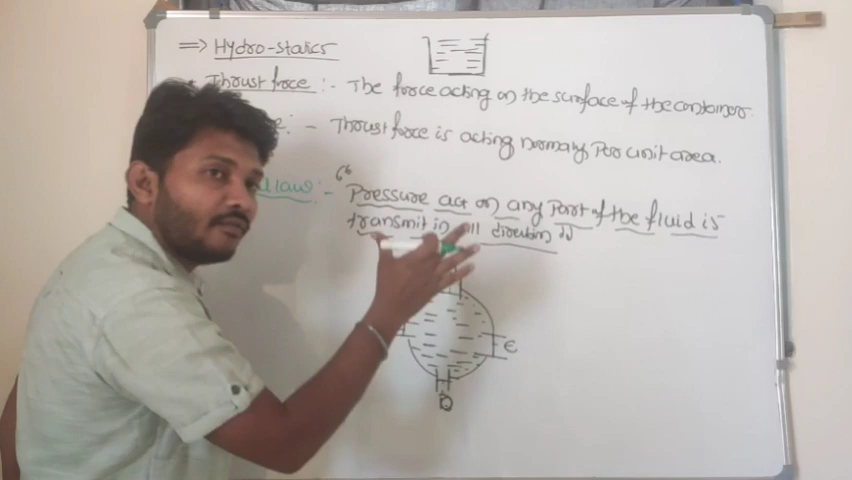 ⇒ Hydro-statics
Thrust force :- The force acting on the surface of the container.
:- Thrust force is acting normaly Per unit area.
law :- "Pressure act on any Part of the fluid is
transmit in all direction"
E
D